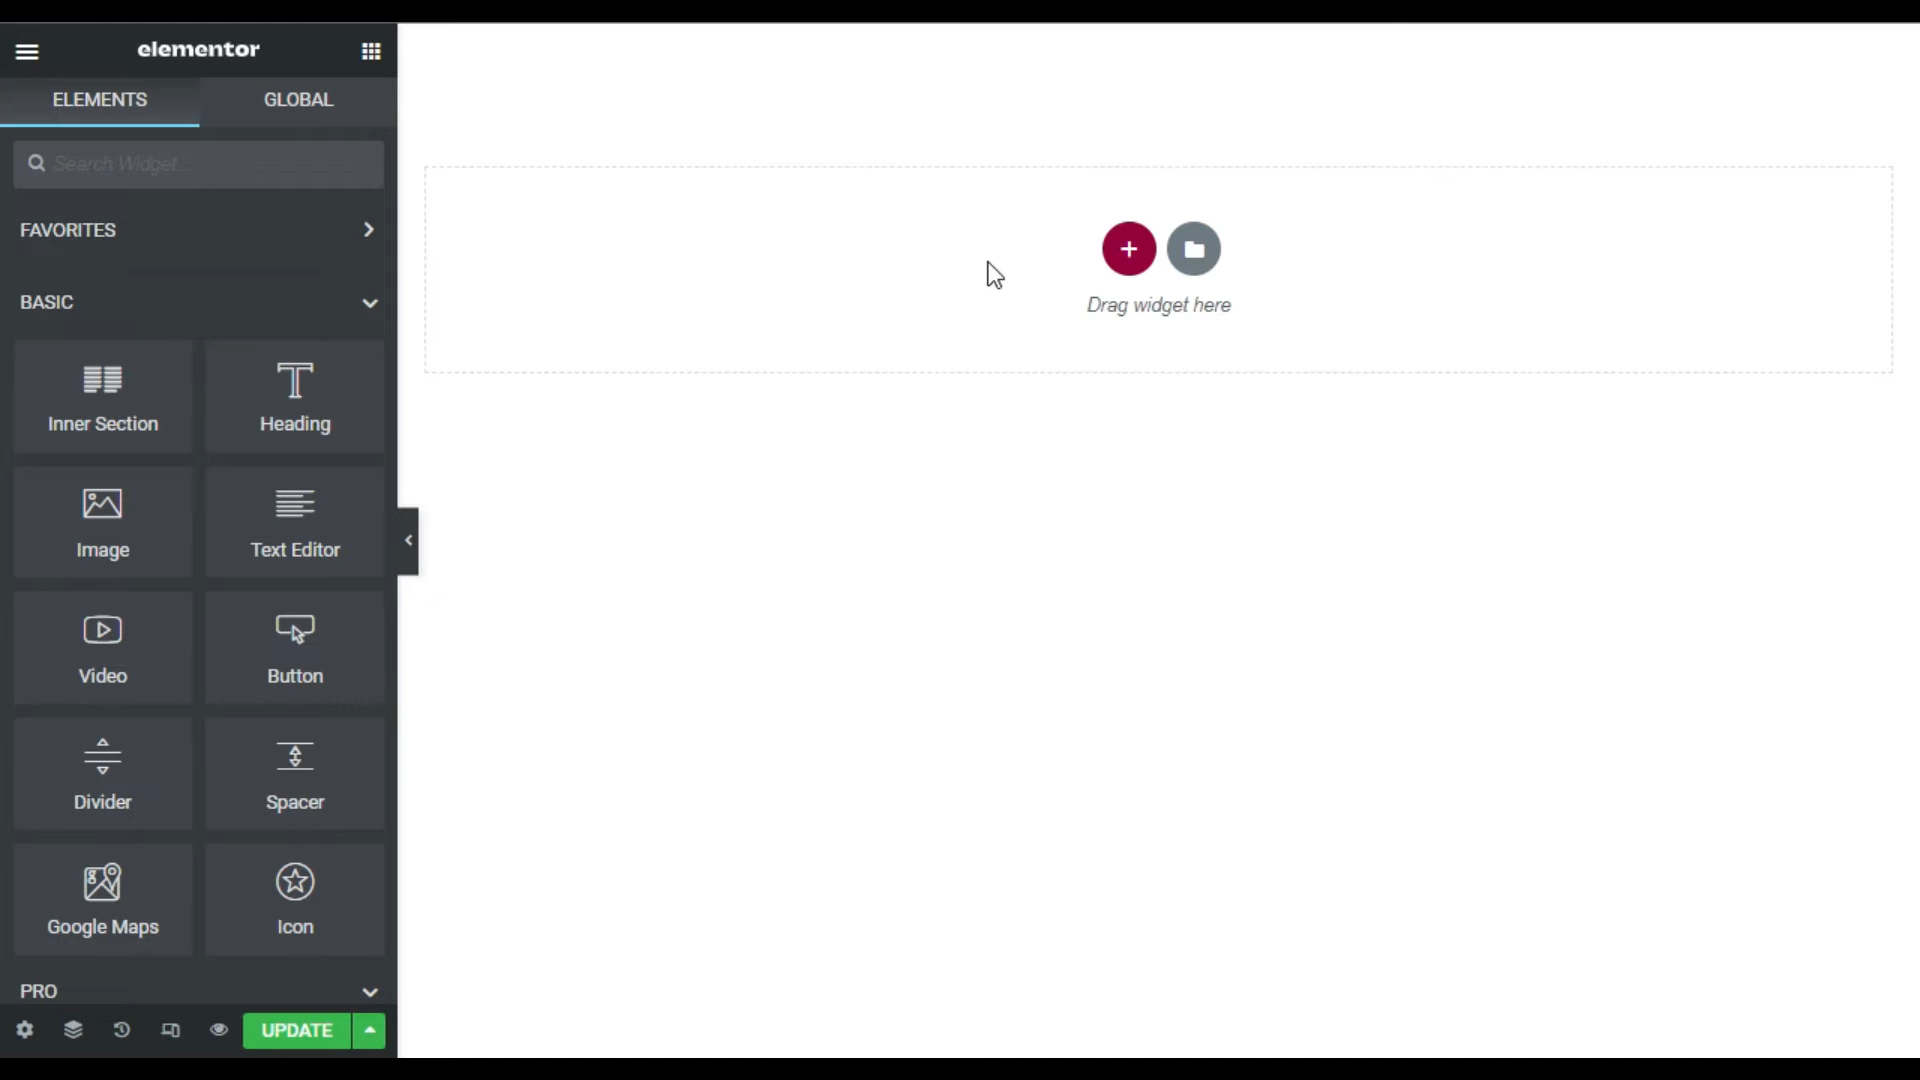 elementor
ELEMENTS GLOBAL
Search Widget...
FAVORITES
BASIC
Inner Section Heading
Image Text Editor
Video Button
Divider Spacer
Google Maps Icon
PRO
UPDATE
Drag widget here